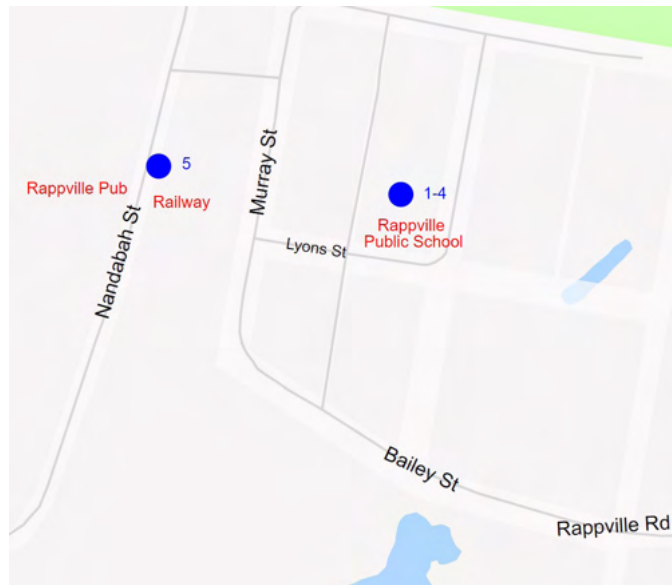 Murray St
5
Rappville Pub
Railway
1-4
Rappville
Public School
Nandabah St
Lyons St
Bailey St
Rappville Rd